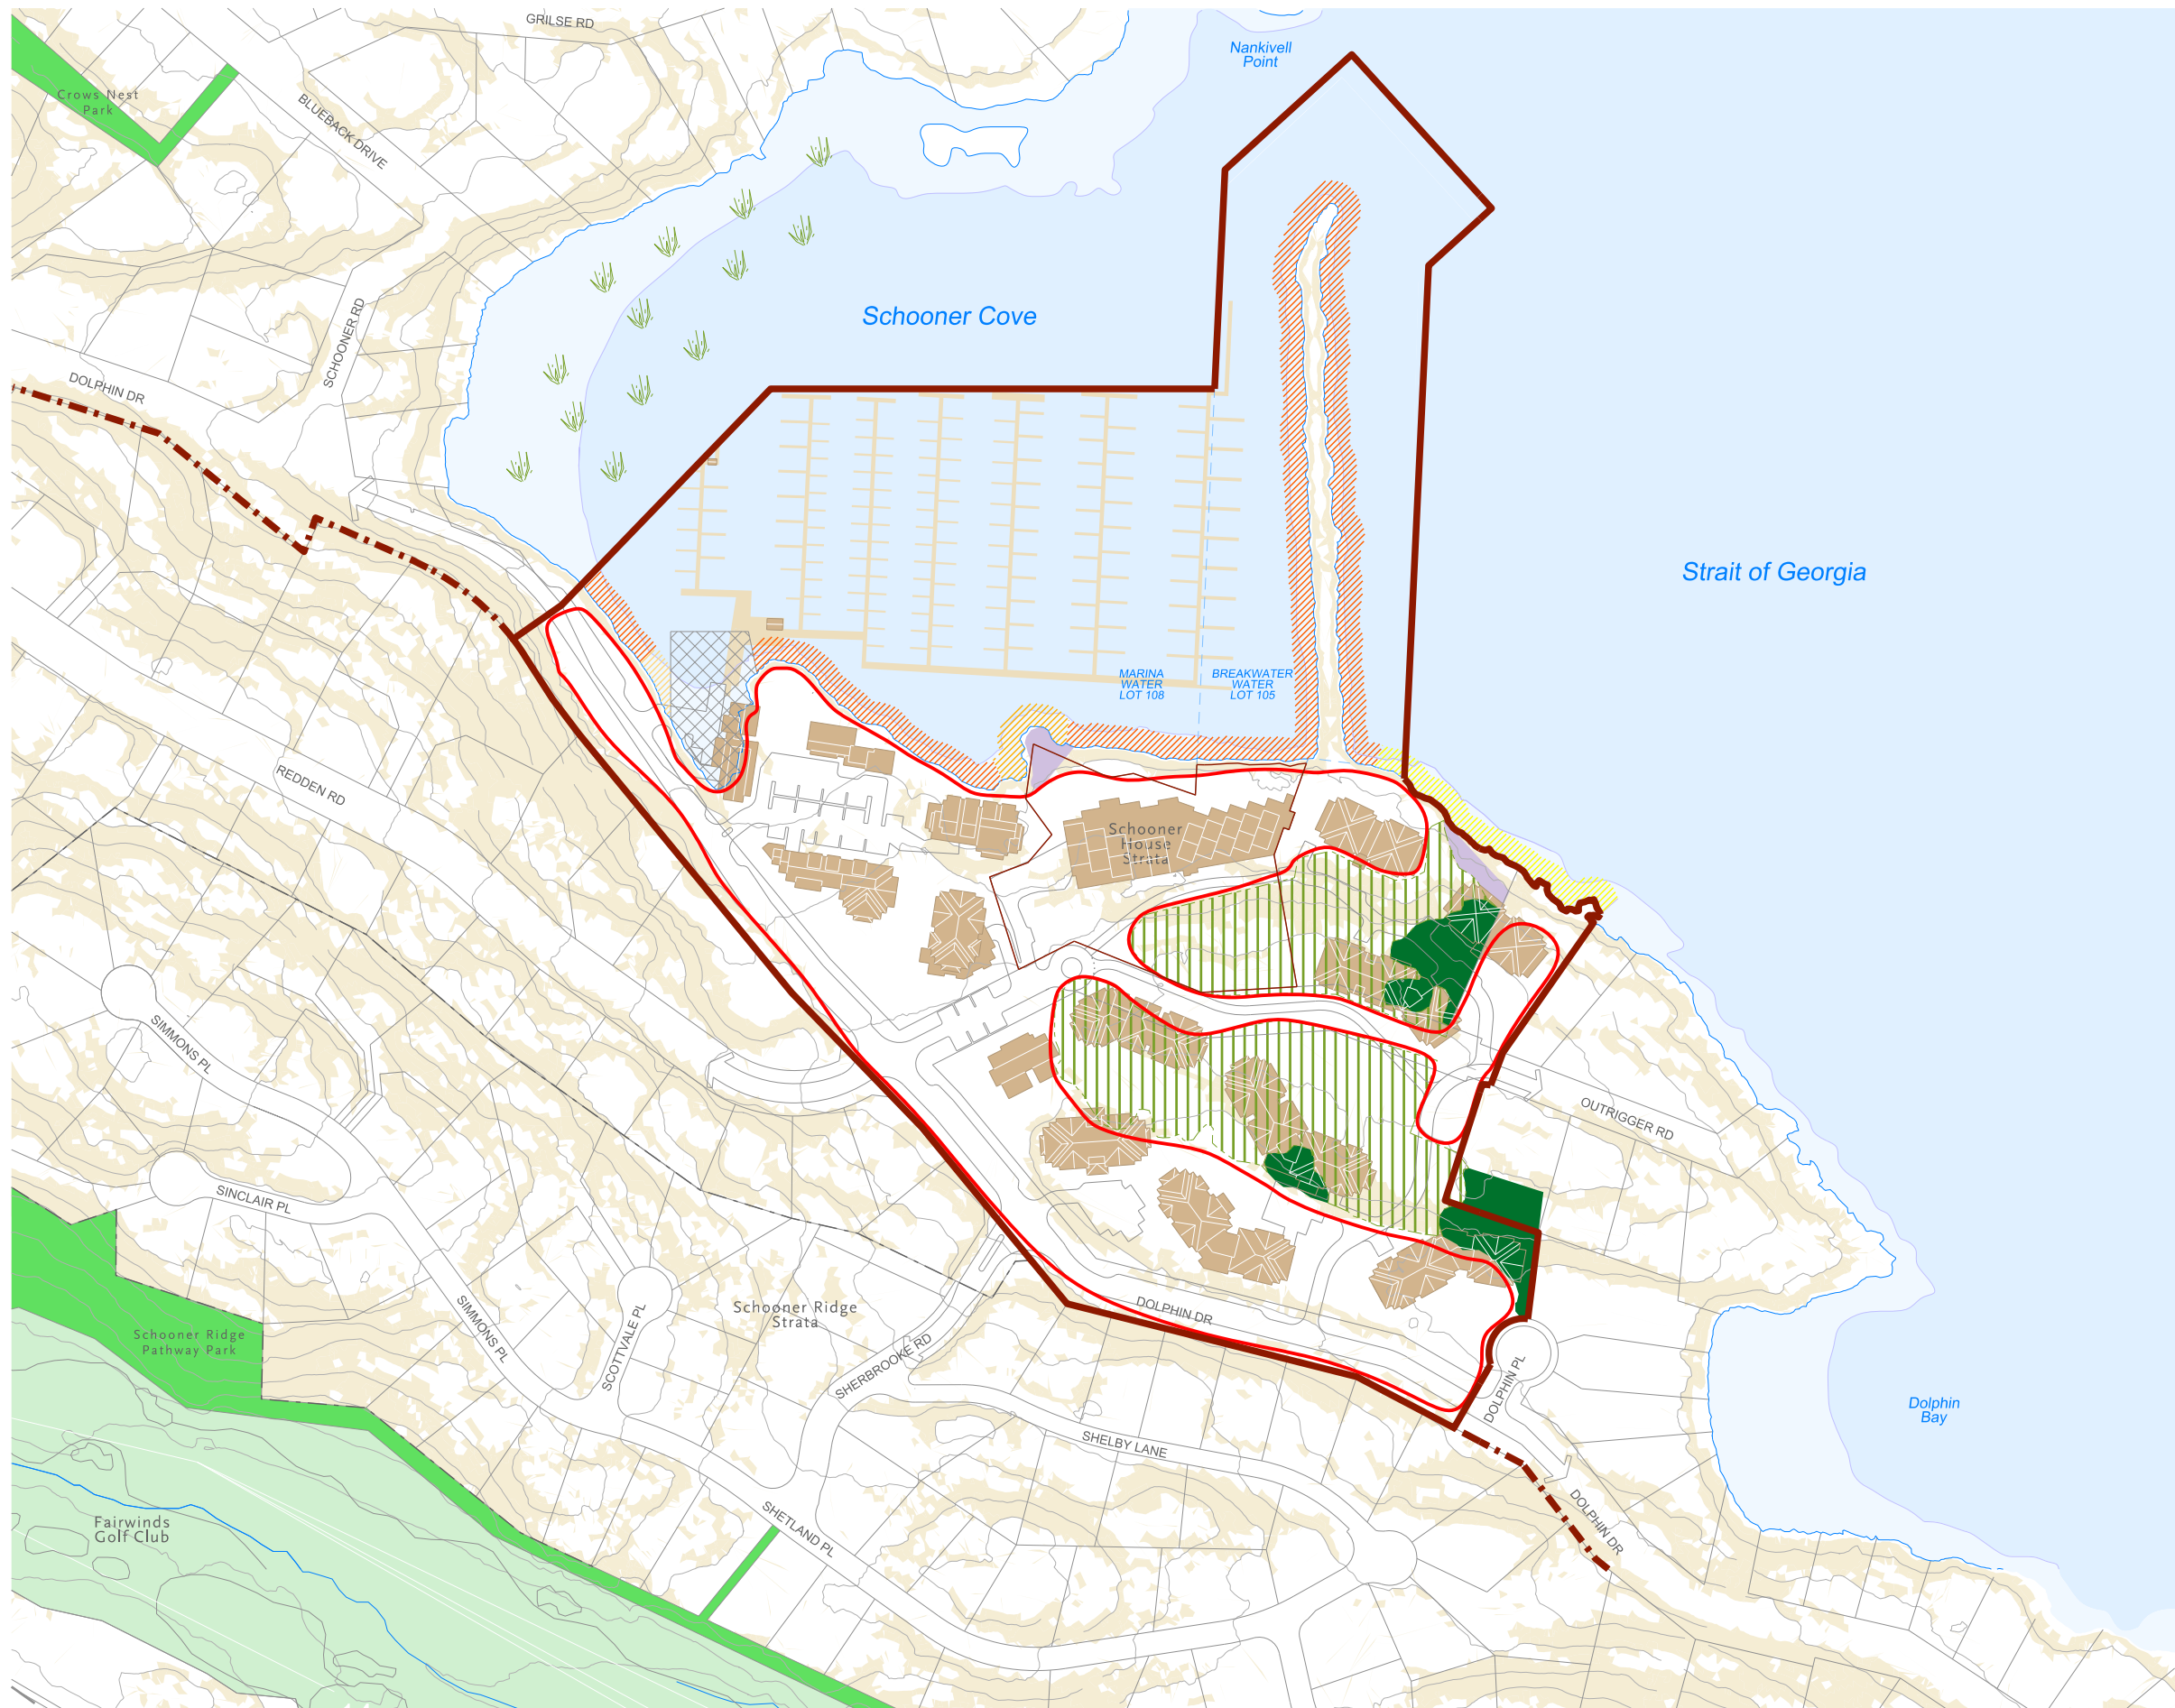 GRILSE RD
Nankivell
Point
Crows Nest
Park
BLUEBACK DRIVE
Schooner Cove
SCHOONER RD
DOLPHIN DR
Strait of Georgia
MARINA
WATER
LOT 108
BREAKWATER
WATER
LOT 105
REDDEN RD
Schooner
House
Strata
SIMMONS PL
OUTRIGGER RD
SINCLAIR PL
Schooner Ridge
Strata
DOLPHIN DR
SIMMONS PL
SCOTTVALE PL
Schooner Ridge
Pathway Park
SHERBROOKE RD
DOLPHIN PL
Dolphin
Bay
SHELBY LANE
Fairwinds
Golf Club
SHETLAND PL
DOLPHIN DR